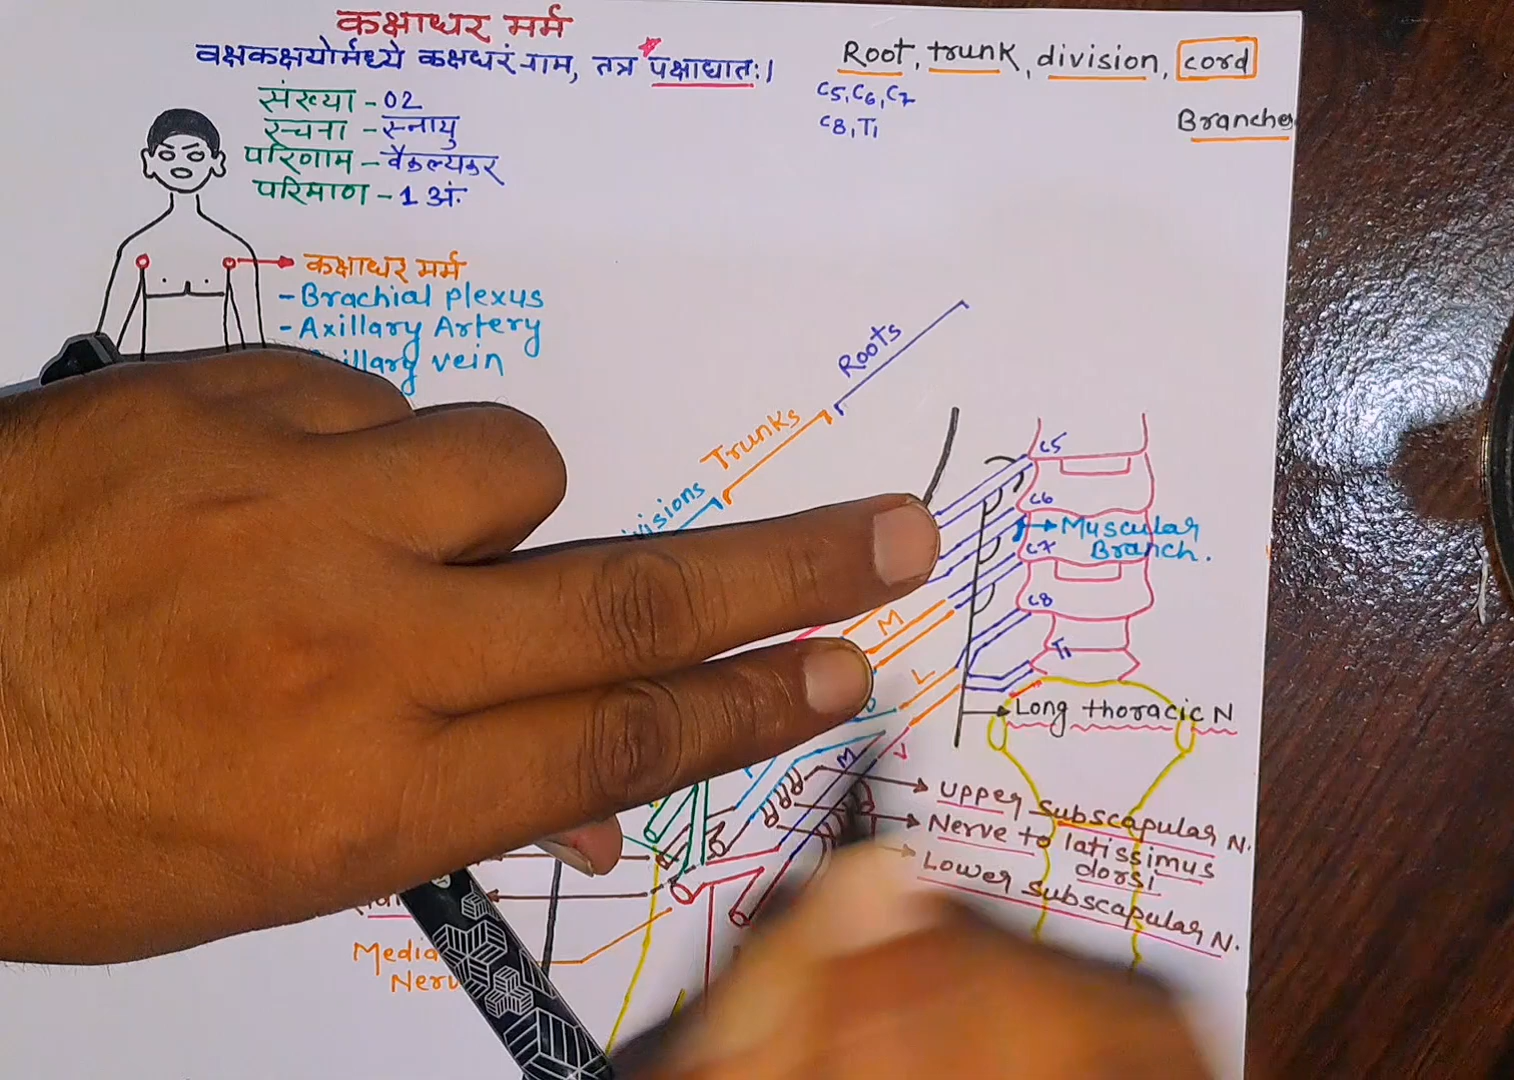 कक्षाधर मर्म
वक्षकक्षयोर्मध्ये कक्षधरं नाम, तत्र पक्षाघातः।
संख्या - 02
रचना - स्नायु
परिणाम - वैकल्यकर
परिमाण - 1 अं.
कक्षाधर मर्म
- Brachial plexus
- Axillary Artery
vein
Root, trunk, division, cord
C5, C6, C7
C8, T1
Branches
Roots
Trunks
C5
C6
Muscular
Branch.
C7
C8
M
T1
L
Long thoracic N
M
Upper subscapular N.
Nerve to latissimus
dorsi
Lower subscapular N.